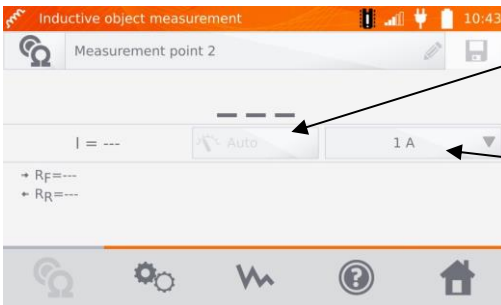 Inductive object measurement 10:43
Measurement point 2
– – –
I = --- Auto 1 A
→ RF=---
← RR=---